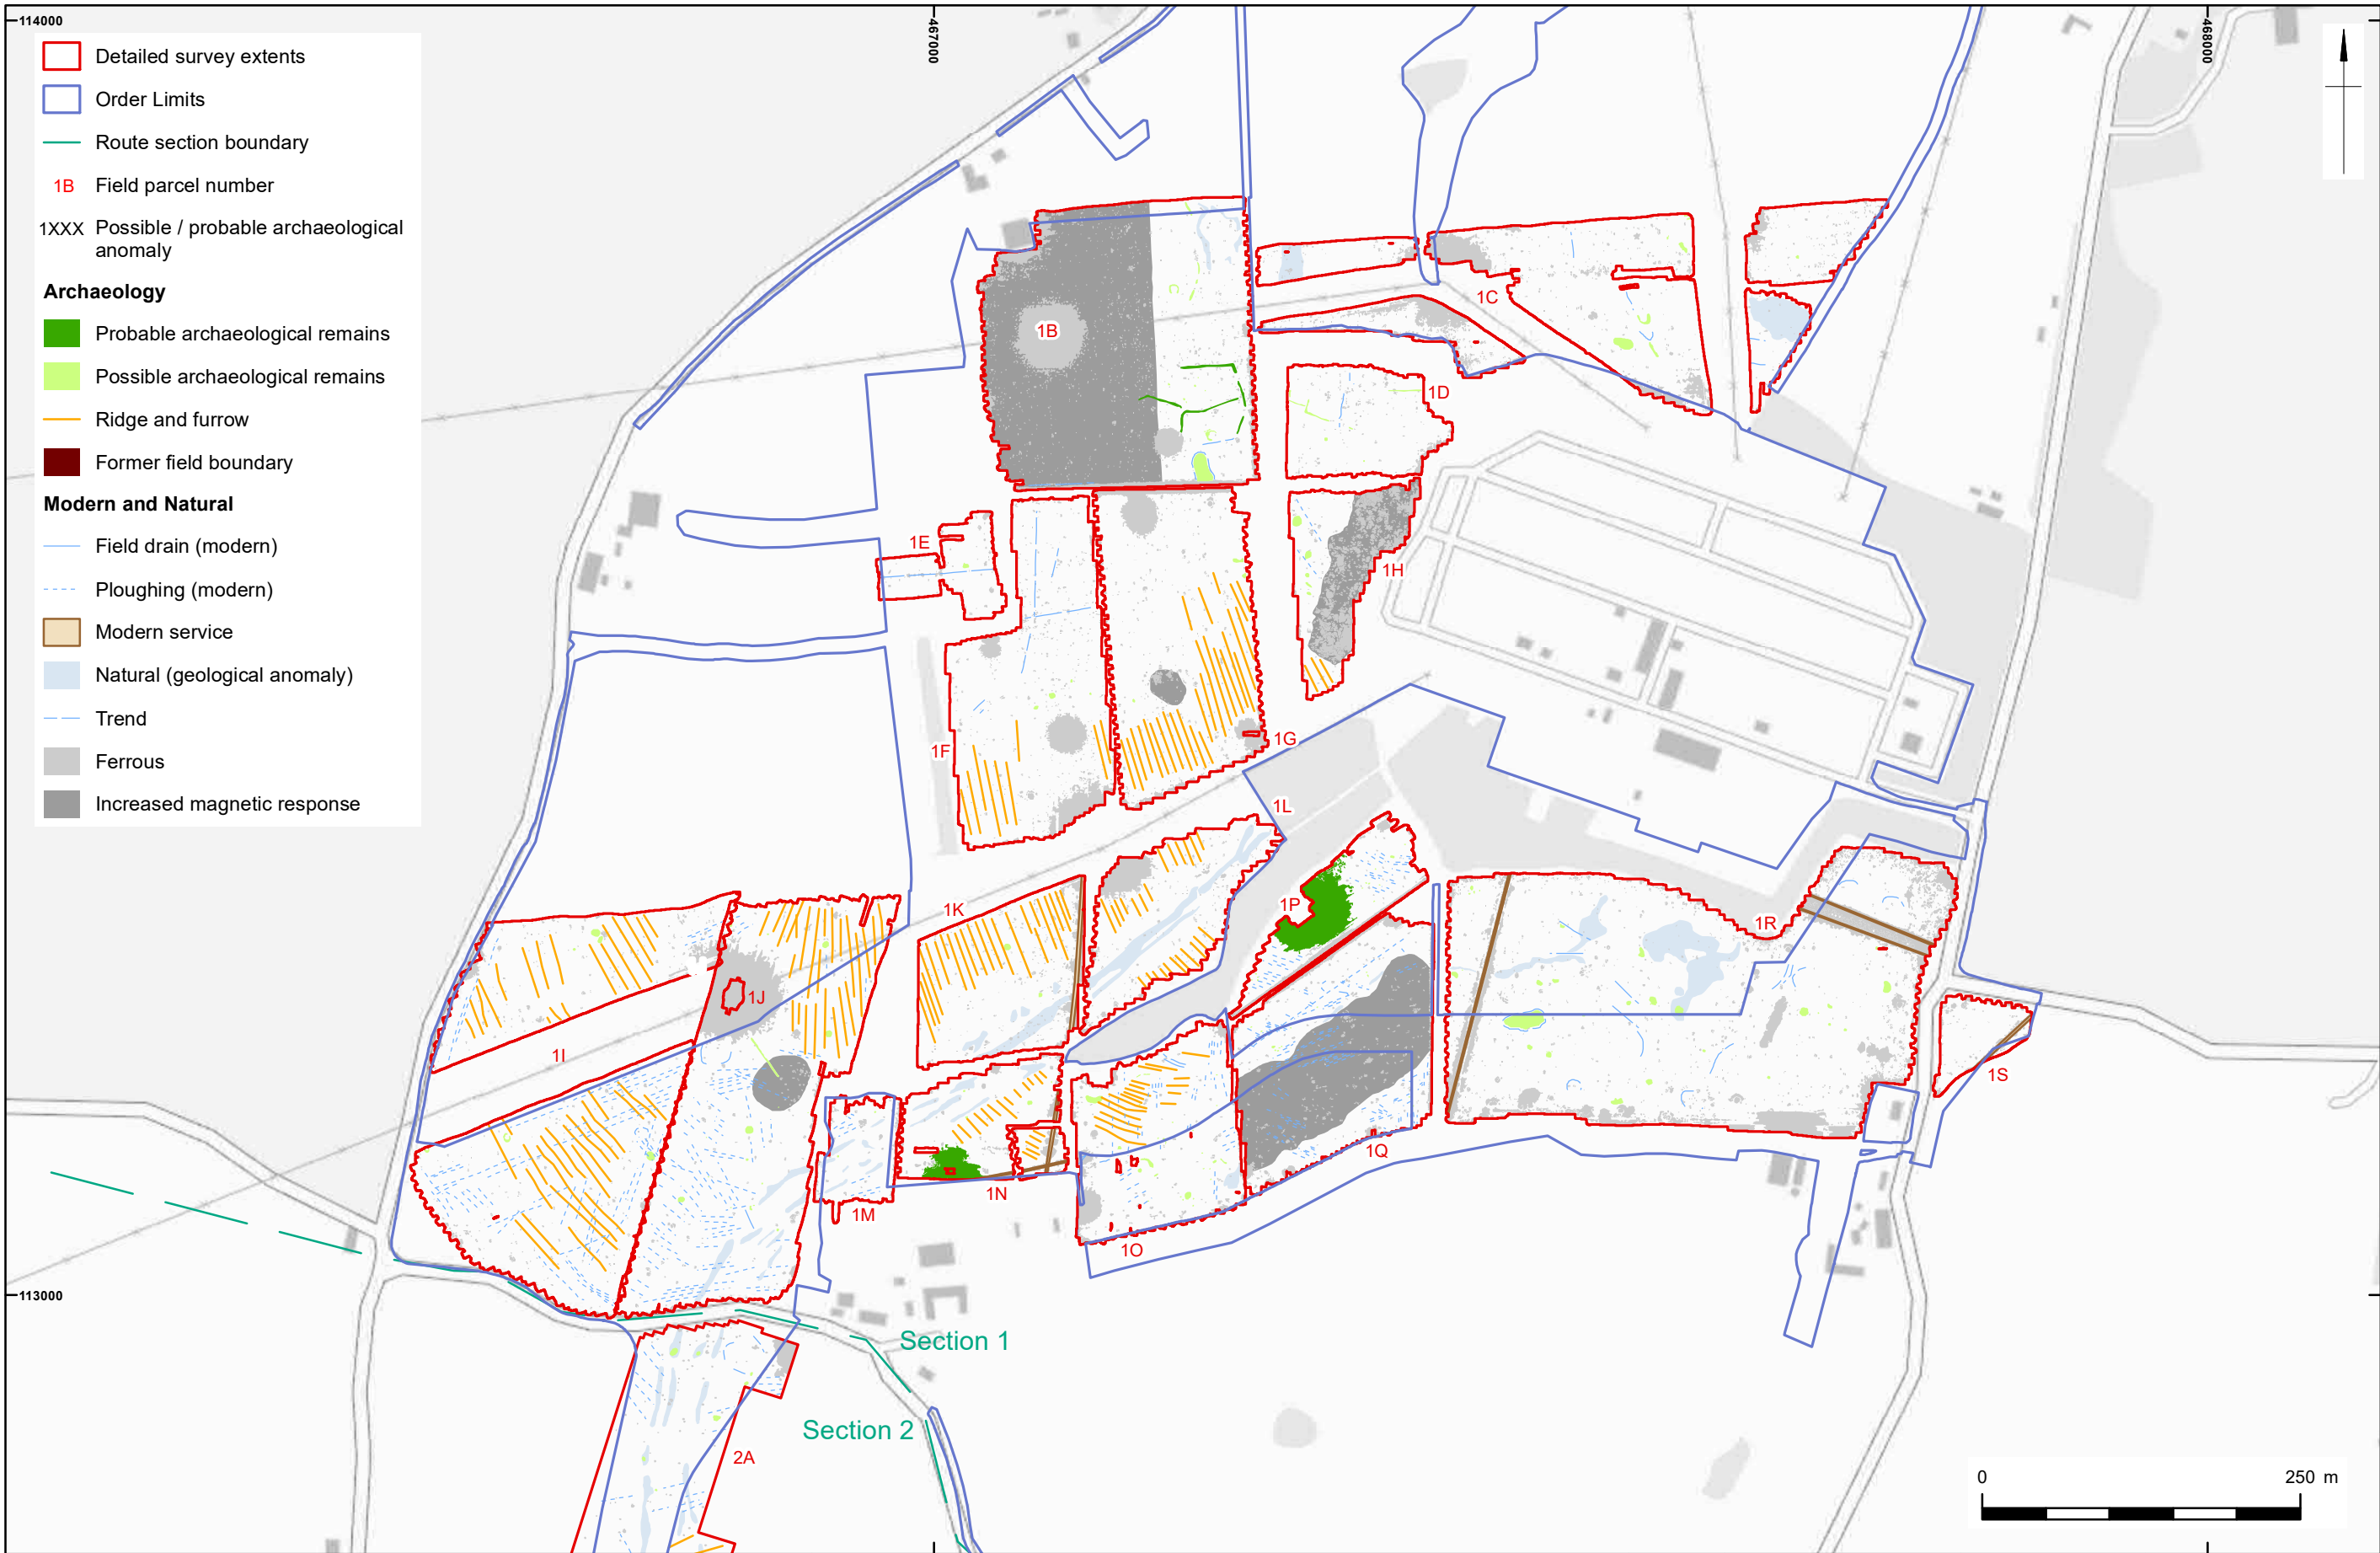 114000
467000
468000
Detailed survey extents
Order Limits
Route section boundary
1B Field parcel number
1XXX Possible / probable archaeological
anomaly
Archaeology
Probable archaeological remains
Possible archaeological remains
Ridge and furrow
Former field boundary
Modern and Natural
Field drain (modern)
Ploughing (modern)
Modern service
Natural (geological anomaly)
Trend
Ferrous
Increased magnetic response
1B
1C
1D
1E
1H
1F
1G
1L
1K
1P
1R
1J
1I
1S
1Q
1N
1M
1O
113000
Section 1
Section 2
2A
0 250 m